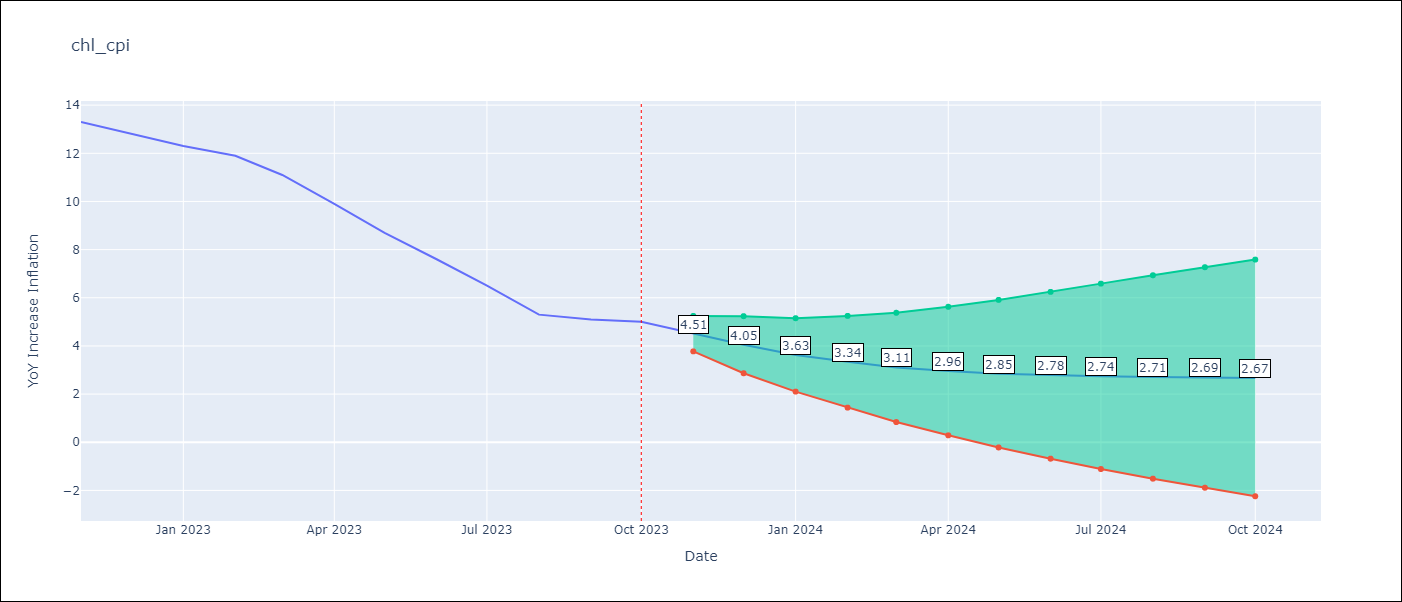 chl_cpi
14
12
10
8
6
4
2
0
−2
YoY Increase Inflation
4.51
4.05
3.63
3.34
3.11
2.96
2.85
2.78
2.74
2.71
2.69
2.67
Jan 2023
Apr 2023
Jul 2023
Oct 2023
Jan 2024
Apr 2024
Jul 2024
Oct 2024
Date